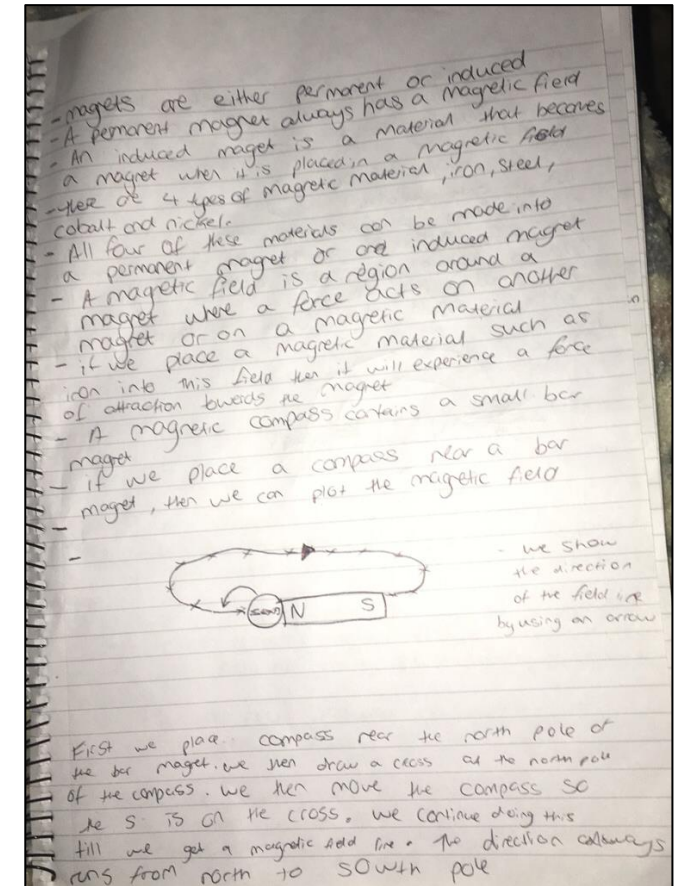 - magets are either permanent or induced
- A pemanent magnet always has a magnetic field
- An induced maget is a material that becomes
a magnet when it is placed in a magnetic field
- there are 4 types of magnetic material, iron, steel,
cobalt and nickel.
- All four of these materials can be made into
a permanent magnet or induced magnet
- A magnetic field is a region around a
magnet where a force acts on another
magnet or on a magnetic material
- if we place a magnetic material such as
iron into this field then it will experience a force
of attraction towards the magnet
- A magnetic compass contains a small bar
maget
- if we place a compass near a bar
- magnet, then we can plot the magnetic field
-
- we show
the direction
of the field line
by using an arrow
N S
First we place compass near the north pole of
the bar maget. we then draw a cross at the north pole
of the compass. we then move the compass so
the S is on the cross. we continue doing this
till we get a magnetic field line. The direction always
runs from north to south pole